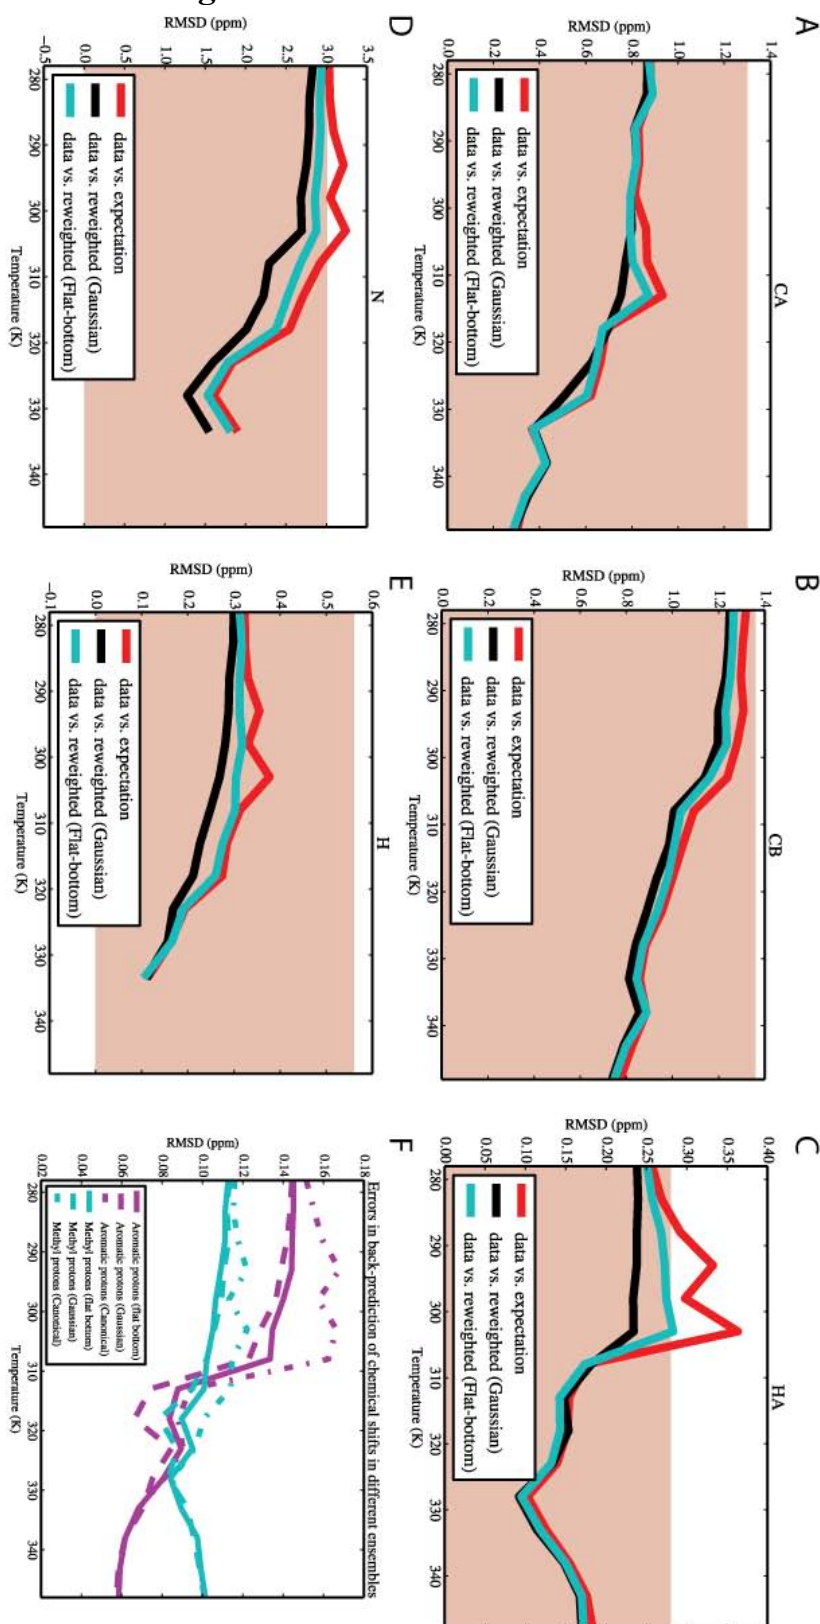 A
CA
RMSD (ppm)
1.4
1.2
1.0
0.8
0.6
0.4
0.2
0.0
data vs. expectation
data vs. reweighted (Gaussian)
data vs. reweighted (Flat-bottom)
280 290 300 310 320 330 340
Temperature (K)
B
CB
RMSD (ppm)
1.4
1.2
1.0
0.8
0.6
0.4
0.2
0.0
data vs. expectation
data vs. reweighted (Gaussian)
data vs. reweighted (Flat-bottom)
280 290 300 310 320 330 340
Temperature (K)
C
HA
RMSD (ppm)
0.40
0.35
0.30
0.25
0.20
0.15
0.10
0.05
0.00
data vs. expectation
data vs. reweighted (Gaussian)
data vs. reweighted (Flat-bottom)
280 290 300 310 320 330 340
Temperature (K)
D
N
RMSD (ppm)
3.5
3.0
2.5
2.0
1.5
1.0
0.5
0.0
-0.5
data vs. expectation
data vs. reweighted (Gaussian)
data vs. reweighted (Flat-bottom)
280 290 300 310 320 330 340
Temperature (K)
E
H
RMSD (ppm)
0.6
0.5
0.4
0.3
0.2
0.1
0.0
-0.1
data vs. expectation
data vs. reweighted (Gaussian)
data vs. reweighted (Flat-bottom)
280 290 300 310 320 330 340
Temperature (K)
F
Errors in back-prediction of chemical shifts in different ensembles
RMSD (ppm)
0.18
0.16
0.14
0.12
0.10
0.08
0.06
0.04
0.02
Aromatic protons (flat bottom)
Aromatic protons (Gaussian)
Aromatic protons (Canonical)
Methyl protons (flat bottom)
Methyl protons (Gaussian)
Methyl protons (Canonical)
280 290 300 310 320 330 340
Temperature (K)